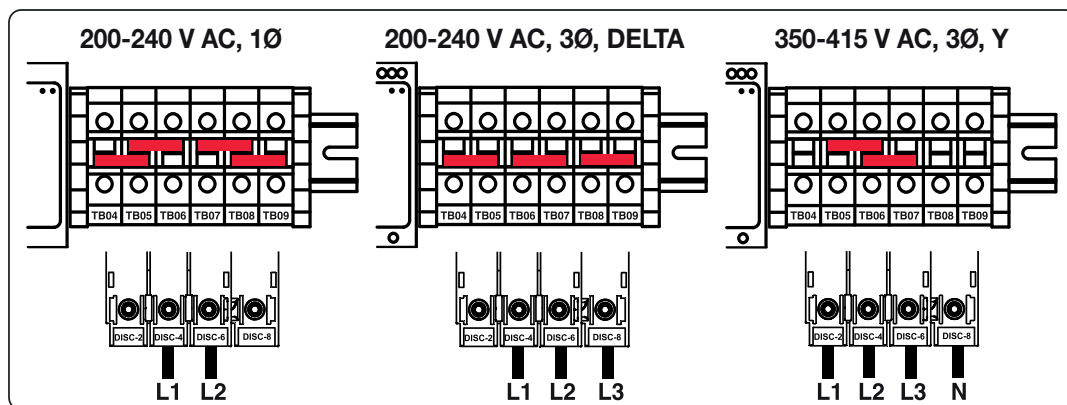 200-240 V AC, 1Ø
TB04 TB05 TB06 TB07 TB08 TB09
DISC-2 DISC-4 DISC-6 DISC-8
L1 L2
200-240 V AC, 3Ø, DELTA
TB04 TB05 TB06 TB07 TB08 TB09
DISC-2 DISC-4 DISC-6 DISC-8
L1 L2 L3
350-415 V AC, 3Ø, Y
TB04 TB05 TB06 TB07 TB08 TB09
DISC-2 DISC-4 DISC-6 DISC-8
L1 L2 L3 N